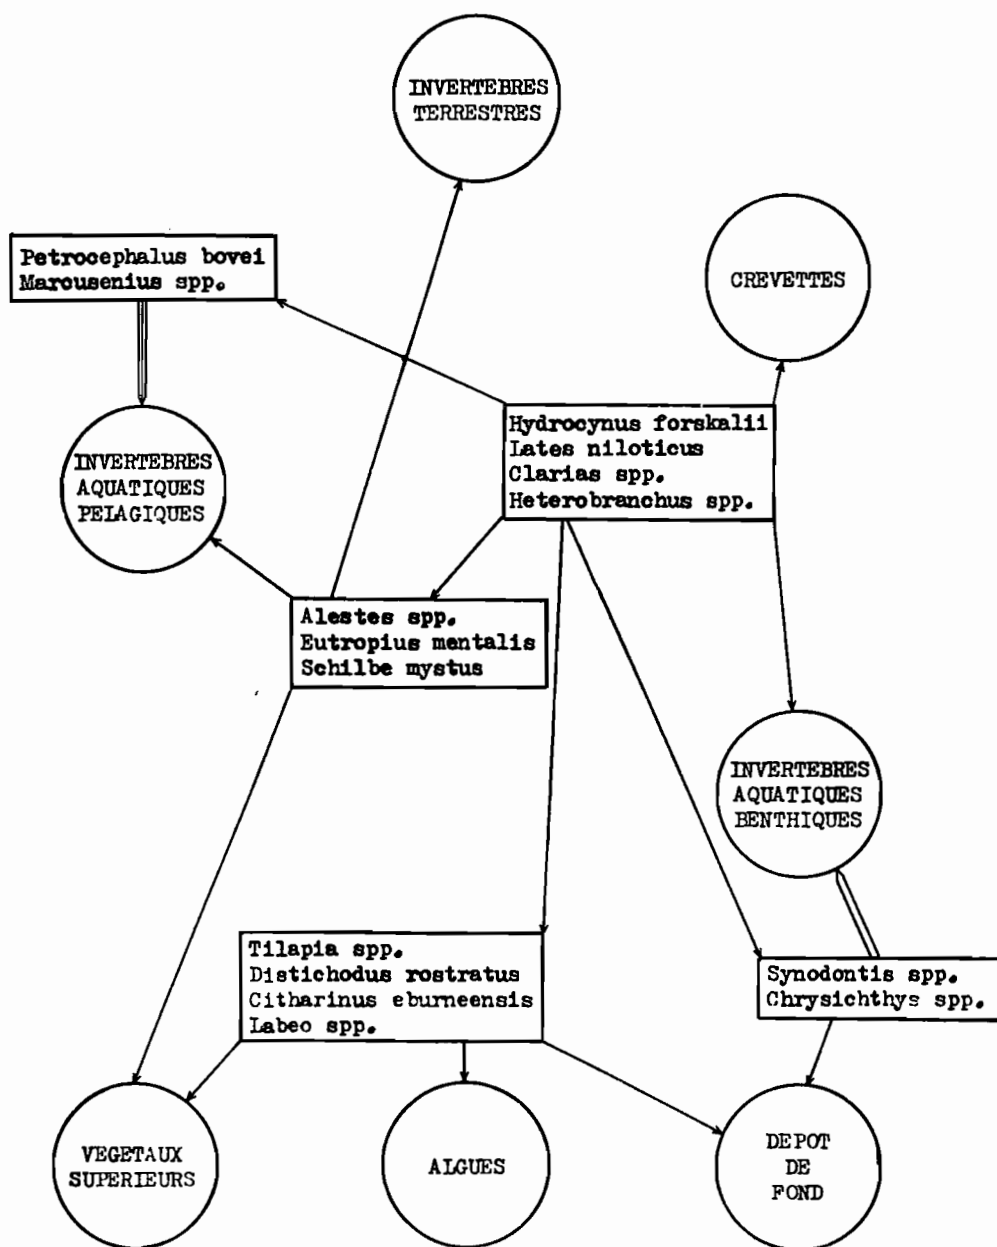 INVERTEBRES
TERRESTRES
Petrocephalus bovei
Marcusenius spp.
CREVETTES
Hydrocynus forskalii
Lates niloticus
Clarias spp.
Heterobranchus spp.
INVERTEBRES
AQUATIQUES
PELAGIQUES
Alestes spp.
Eutropius mentalis
Schilbe mystus
INVERTEBRES
AQUATIQUES
BENTHIQUES
Tilapia spp.
Distichodus rostratus
Citharinus eburneensis
Labeo spp.
Synodontis spp.
Chrysichthys spp.
VEGETAUX
SUPERIEURS
ALGUES
DEPOT
DE
FOND